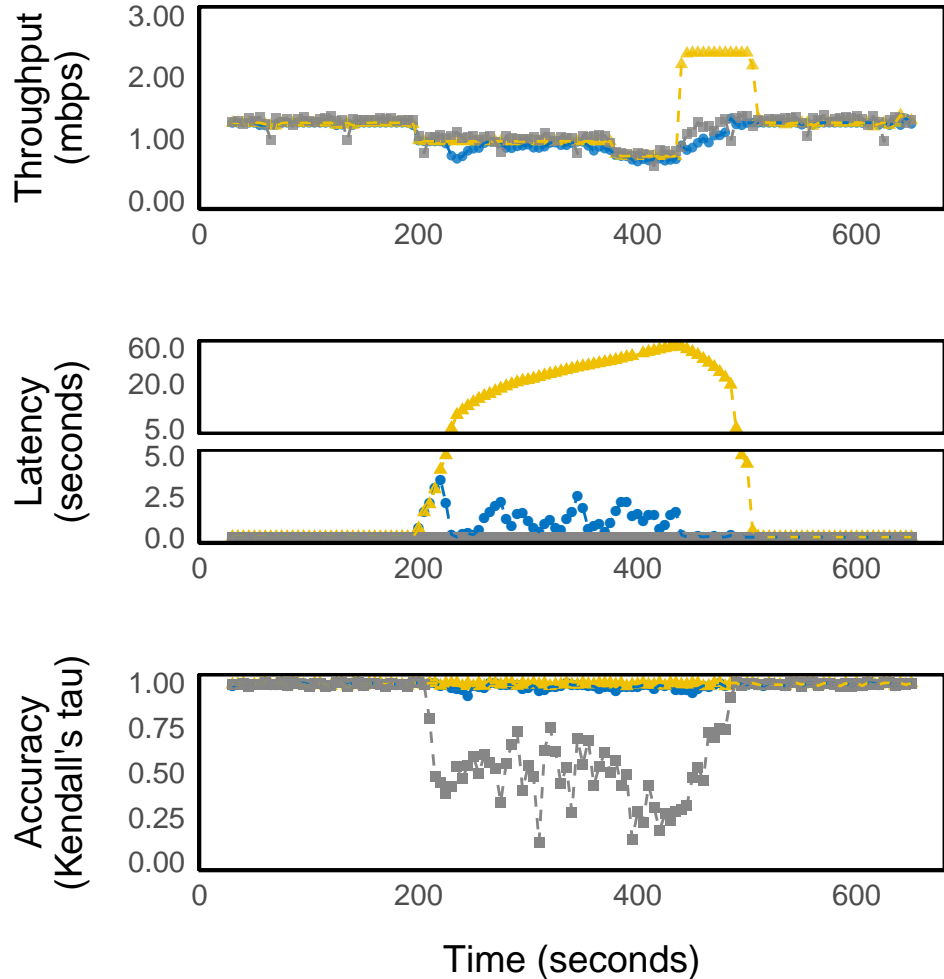 Throughput
(mbps)
3.00
2.00
1.00
0.00
0 200 400 600
Latency
(seconds)
60.0
20.0
5.0
5.0
2.5
0.0
0 200 400 600
Accuracy
(Kendall's tau)
1.00
0.75
0.50
0.25
0.00
0 200 400 600
Time (seconds)